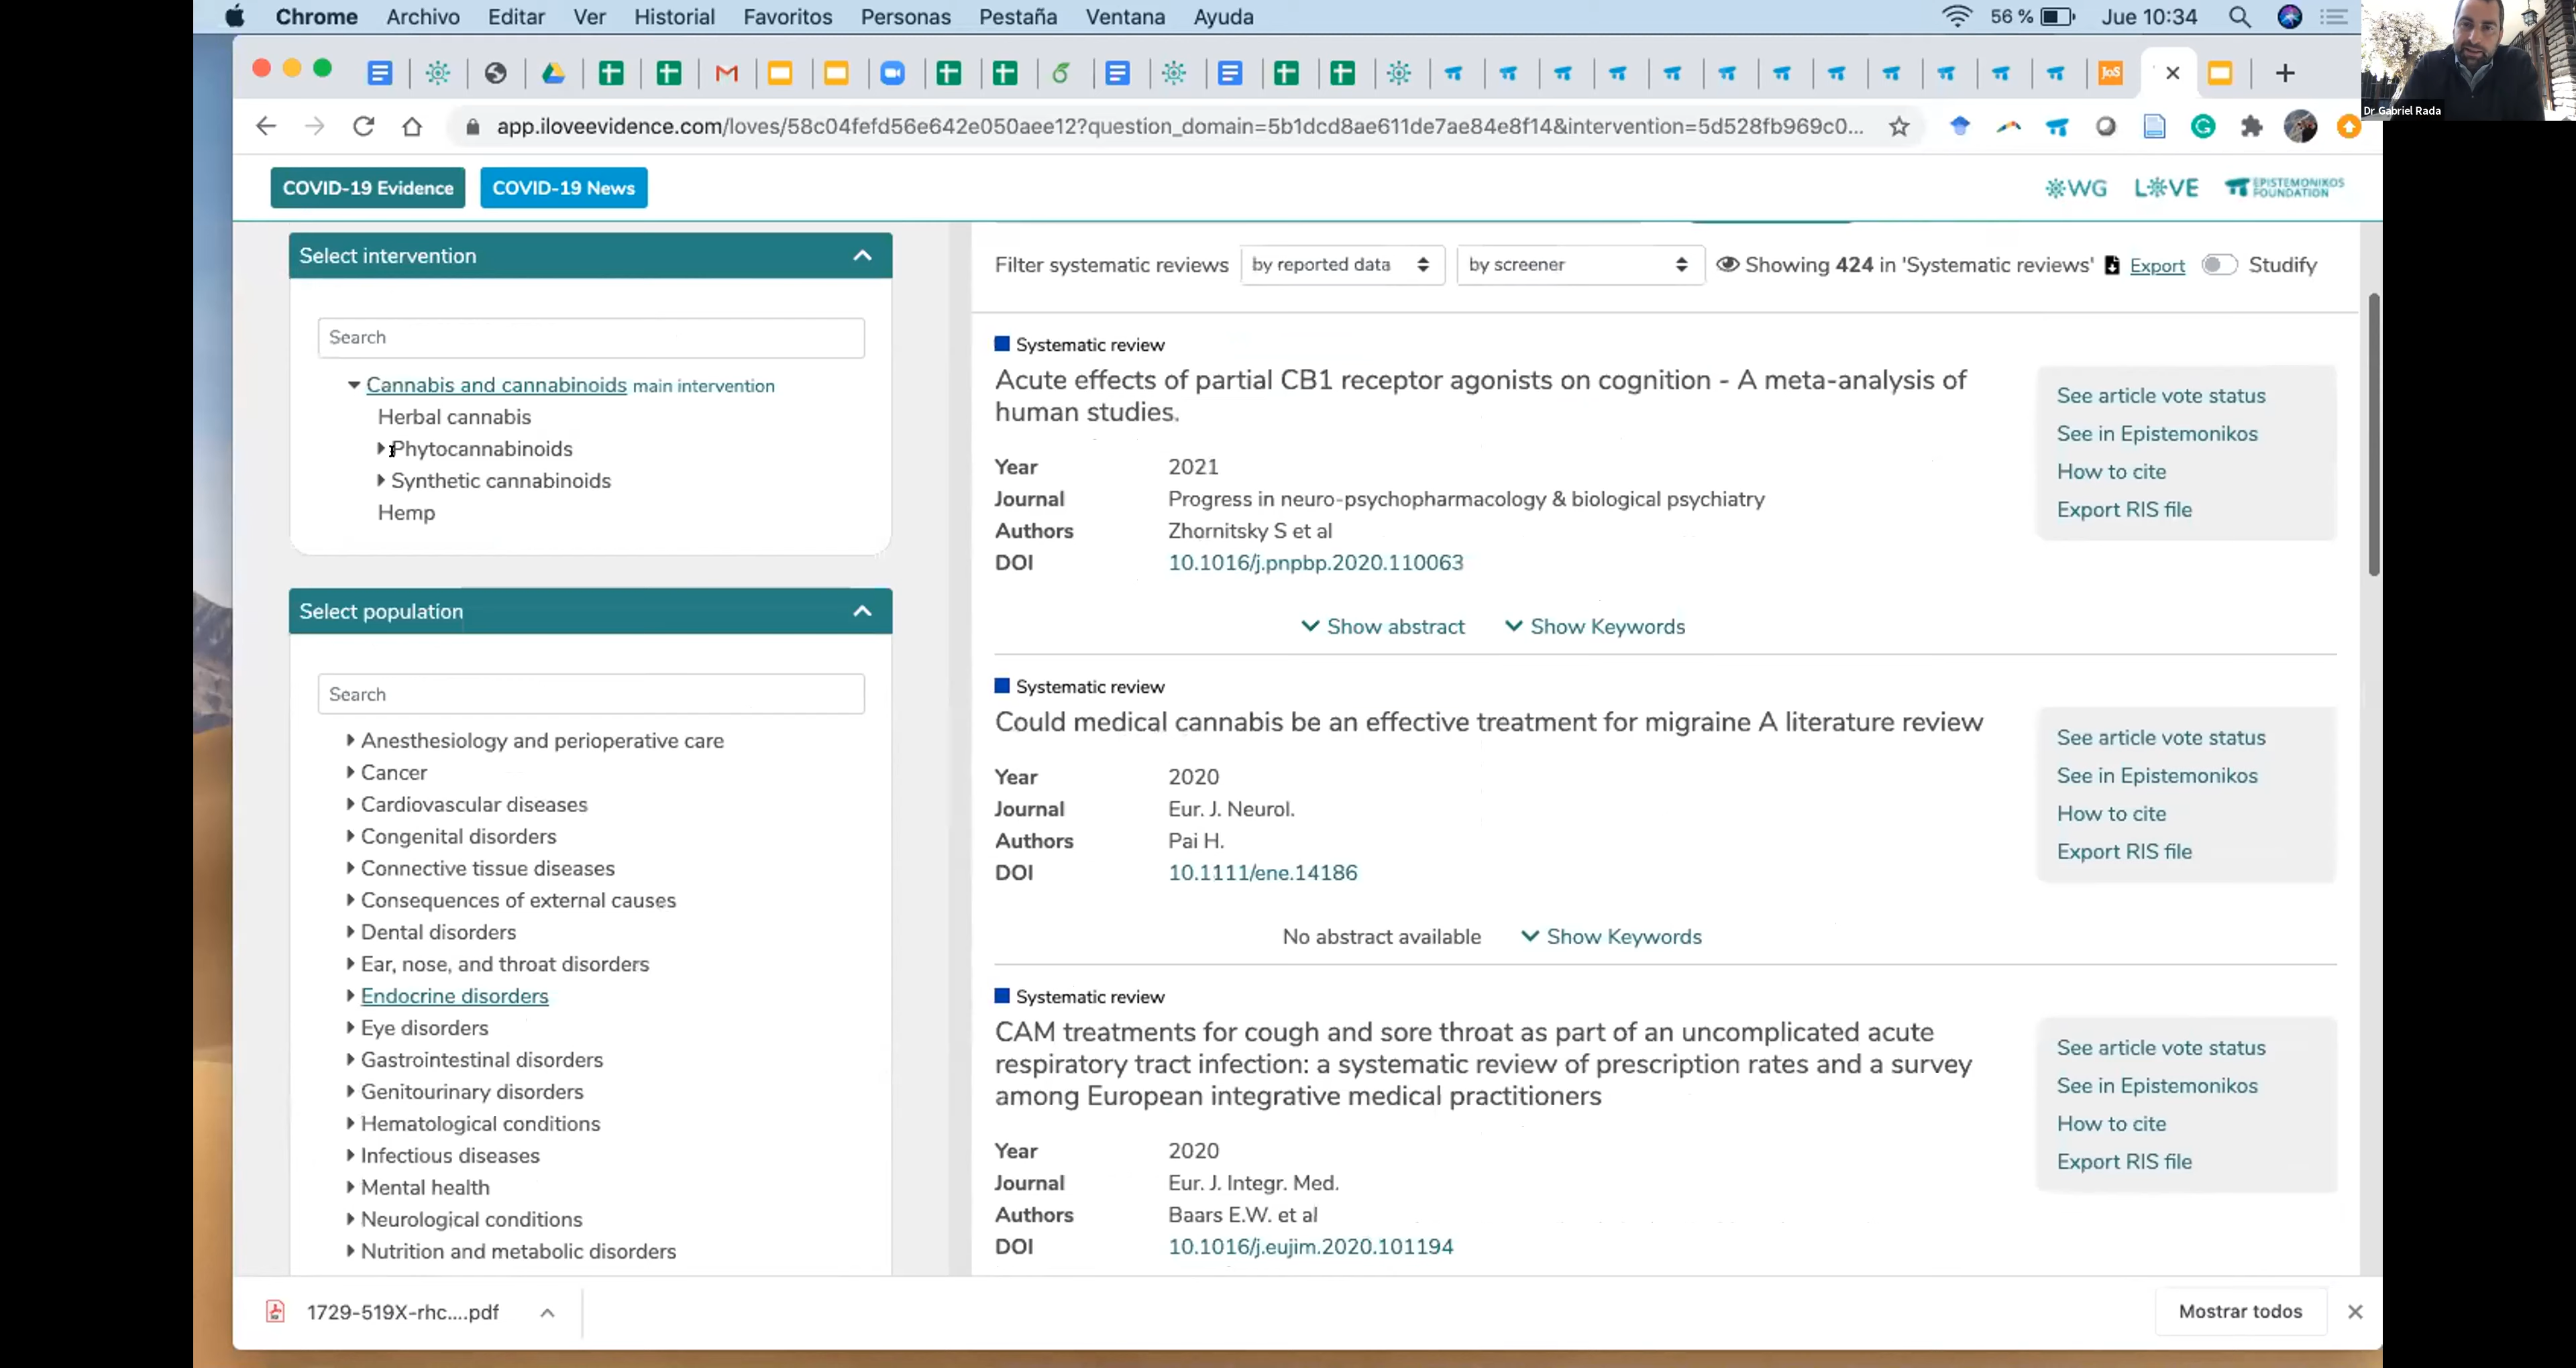 Chrome Archivo Editar Ver Historial Favoritos Personas Pestaña Ventana Ayuda 56 % Jue 10:34
Dr Gabriel Rada
app.iloveevidence.com/loves/58c04fefd56e642e050aee12?question_domain=5b1dcd8ae611de7ae84e8f14&intervention=5d528fb969c0...
COVID-19 Evidence COVID-19 News WG L VE EPISTEMONIKOS FOUNDATION
Select intervention
Search
Cannabis and cannabinoids main intervention
Herbal cannabis
Phytocannabinoids
Synthetic cannabinoids
Hemp
Select population
Search
Anesthesiology and perioperative care
Cancer
Cardiovascular diseases
Congenital disorders
Connective tissue diseases
Consequences of external causes
Dental disorders
Ear, nose, and throat disorders
Endocrine disorders
Eye disorders
Gastrointestinal disorders
Genitourinary disorders
Hematological conditions
Infectious diseases
Mental health
Neurological conditions
Nutrition and metabolic disorders
Filter systematic reviews by reported data by screener Showing 424 in 'Systematic reviews' Export Studify
Systematic review
Acute effects of partial CB1 receptor agonists on cognition - A meta-analysis of
human studies.
Year 2021
Journal Progress in neuro-psychopharmacology & biological psychiatry
Authors Zhornitsky S et al
DOI 10.1016/j.pnpbp.2020.110063
Show abstract Show Keywords
See article vote status
See in Epistemonikos
How to cite
Export RIS file
Systematic review
Could medical cannabis be an effective treatment for migraine A literature review
Year 2020
Journal Eur. J. Neurol.
Authors Pai H.
DOI 10.1111/ene.14186
No abstract available Show Keywords
See article vote status
See in Epistemonikos
How to cite
Export RIS file
Systematic review
CAM treatments for cough and sore throat as part of an uncomplicated acute
respiratory tract infection: a systematic review of prescription rates and a survey
among European integrative medical practitioners
Year 2020
Journal Eur. J. Integr. Med.
Authors Baars E.W. et al
DOI 10.1016/j.eujim.2020.101194
See article vote status
See in Epistemonikos
How to cite
Export RIS file
1729-519X-rhc....pdf Mostrar todos